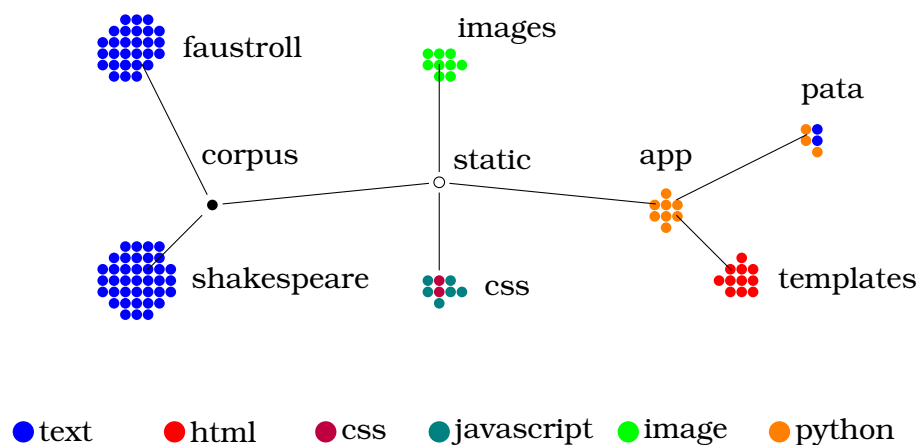 images
faustroll
pata
corpus
static
app
shakespeare
css
templates
text
html
css
javascript
image
python